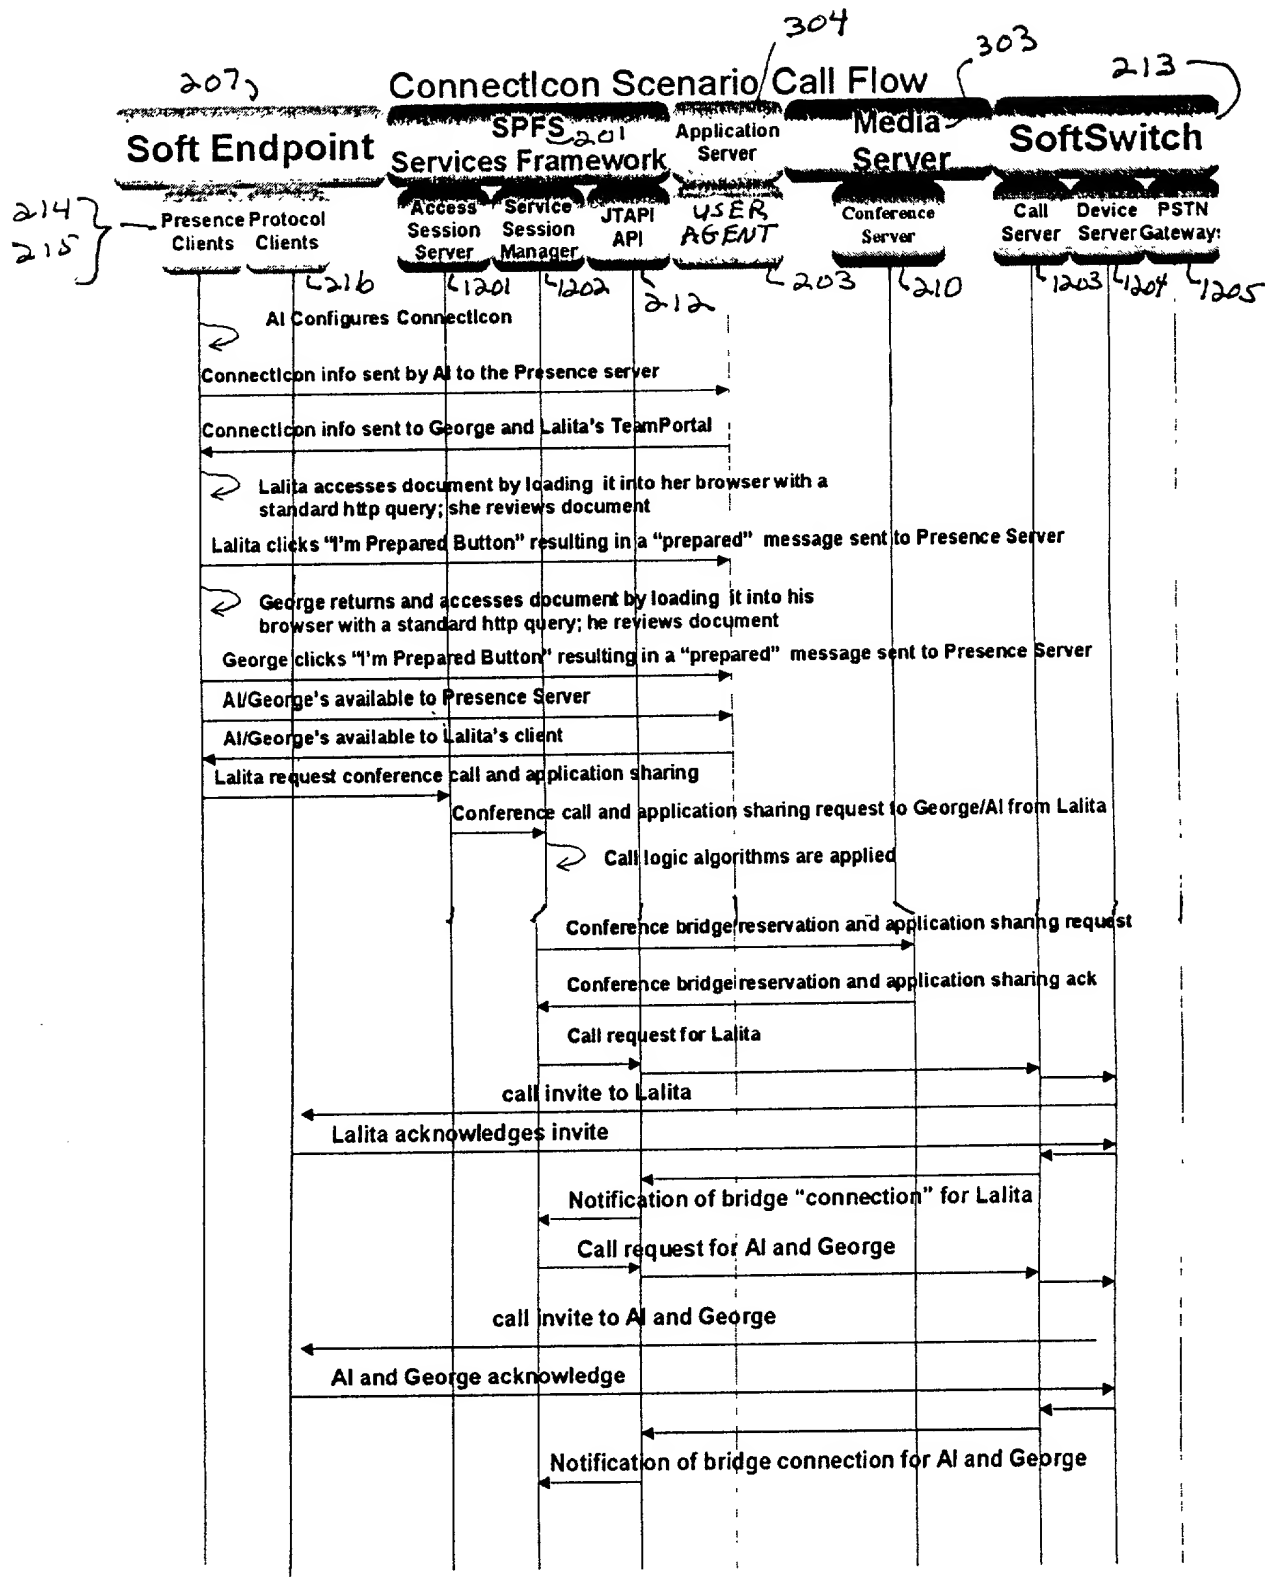 304
303
207
213
ConnectIcon Scenario Call Flow
Soft Endpoint
SPFS 201
Services Framework
Application
Server
Media
Server
SoftSwitch
214
215
Presence
Clients
Protocol
Clients
Access
Session
Server
Service
Session
Manager
JTAPI
API
USER
AGENT
Conference
Server
Call
Server
Device
Server
PSTN
Gateway:
216
1201
1202
212
203
210
1203
1204
1205
Al Configures ConnectIcon
ConnectIcon info sent by Al to the Presence server
ConnectIcon info sent to George and Lalita's TeamPortal
Lalita accesses document by loading it into her browser with a
standard http query; she reviews document
Lalita clicks "I'm Prepared Button" resulting in a "prepared" message sent to Presence Server
George returns and accesses document by loading it into his
browser with a standard http query; he reviews document
George clicks "I'm Prepared Button" resulting in a "prepared" message sent to Presence Server
Al/George's available to Presence Server
Al/George's available to Lalita's client
Lalita request conference call and application sharing
Conference call and application sharing request to George/Al from Lalita
Call logic algorithms are applied
Conference bridge reservation and application sharing request
Conference bridge reservation and application sharing ack
Call request for Lalita
call invite to Lalita
Lalita acknowledges invite
Notification of bridge "connection" for Lalita
Call request for Al and George
call invite to Al and George
Al and George acknowledge
Notification of bridge connection for Al and George